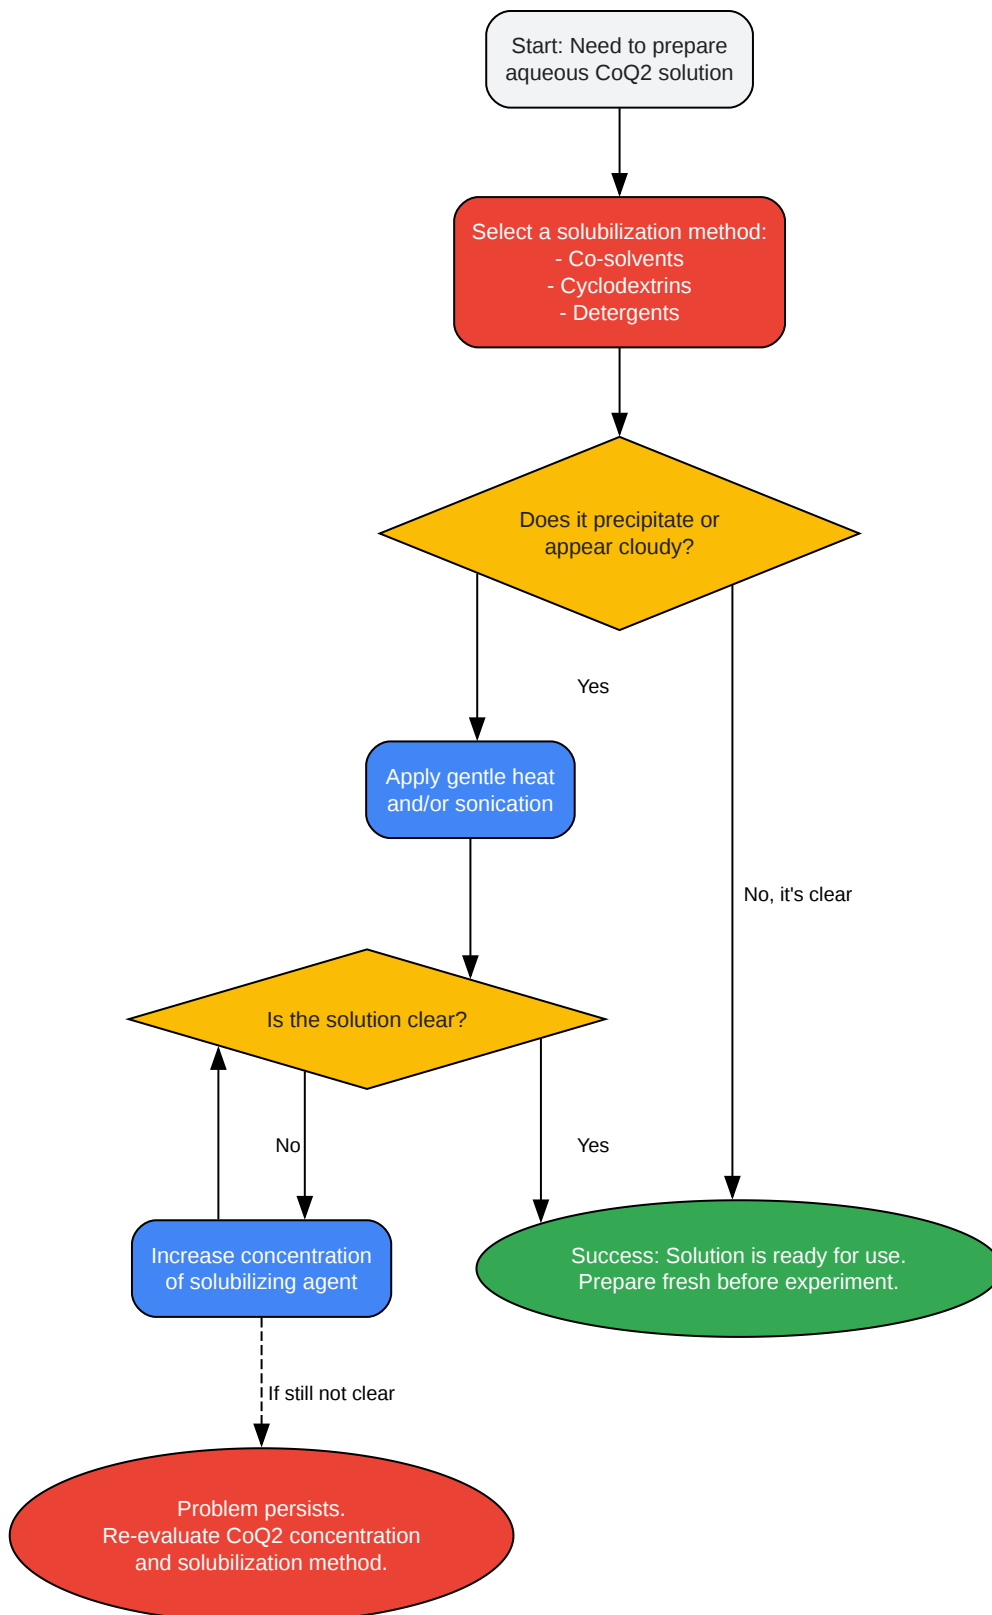 Start: Need to prepare
aqueous CoQ2 solution
Select a solubilization method:
- Co-solvents
- Cyclodextrins
- Detergents
Does it precipitate or
appear cloudy?
Yes
Apply gentle heat
and/or sonication
No, it's clear
Is the solution clear?
No
Yes
Increase concentration
of solubilizing agent
Success: Solution is ready for use.
Prepare fresh before experiment.
If still not clear
Problem persists.
Re-evaluate CoQ2 concentration
and solubilization method.